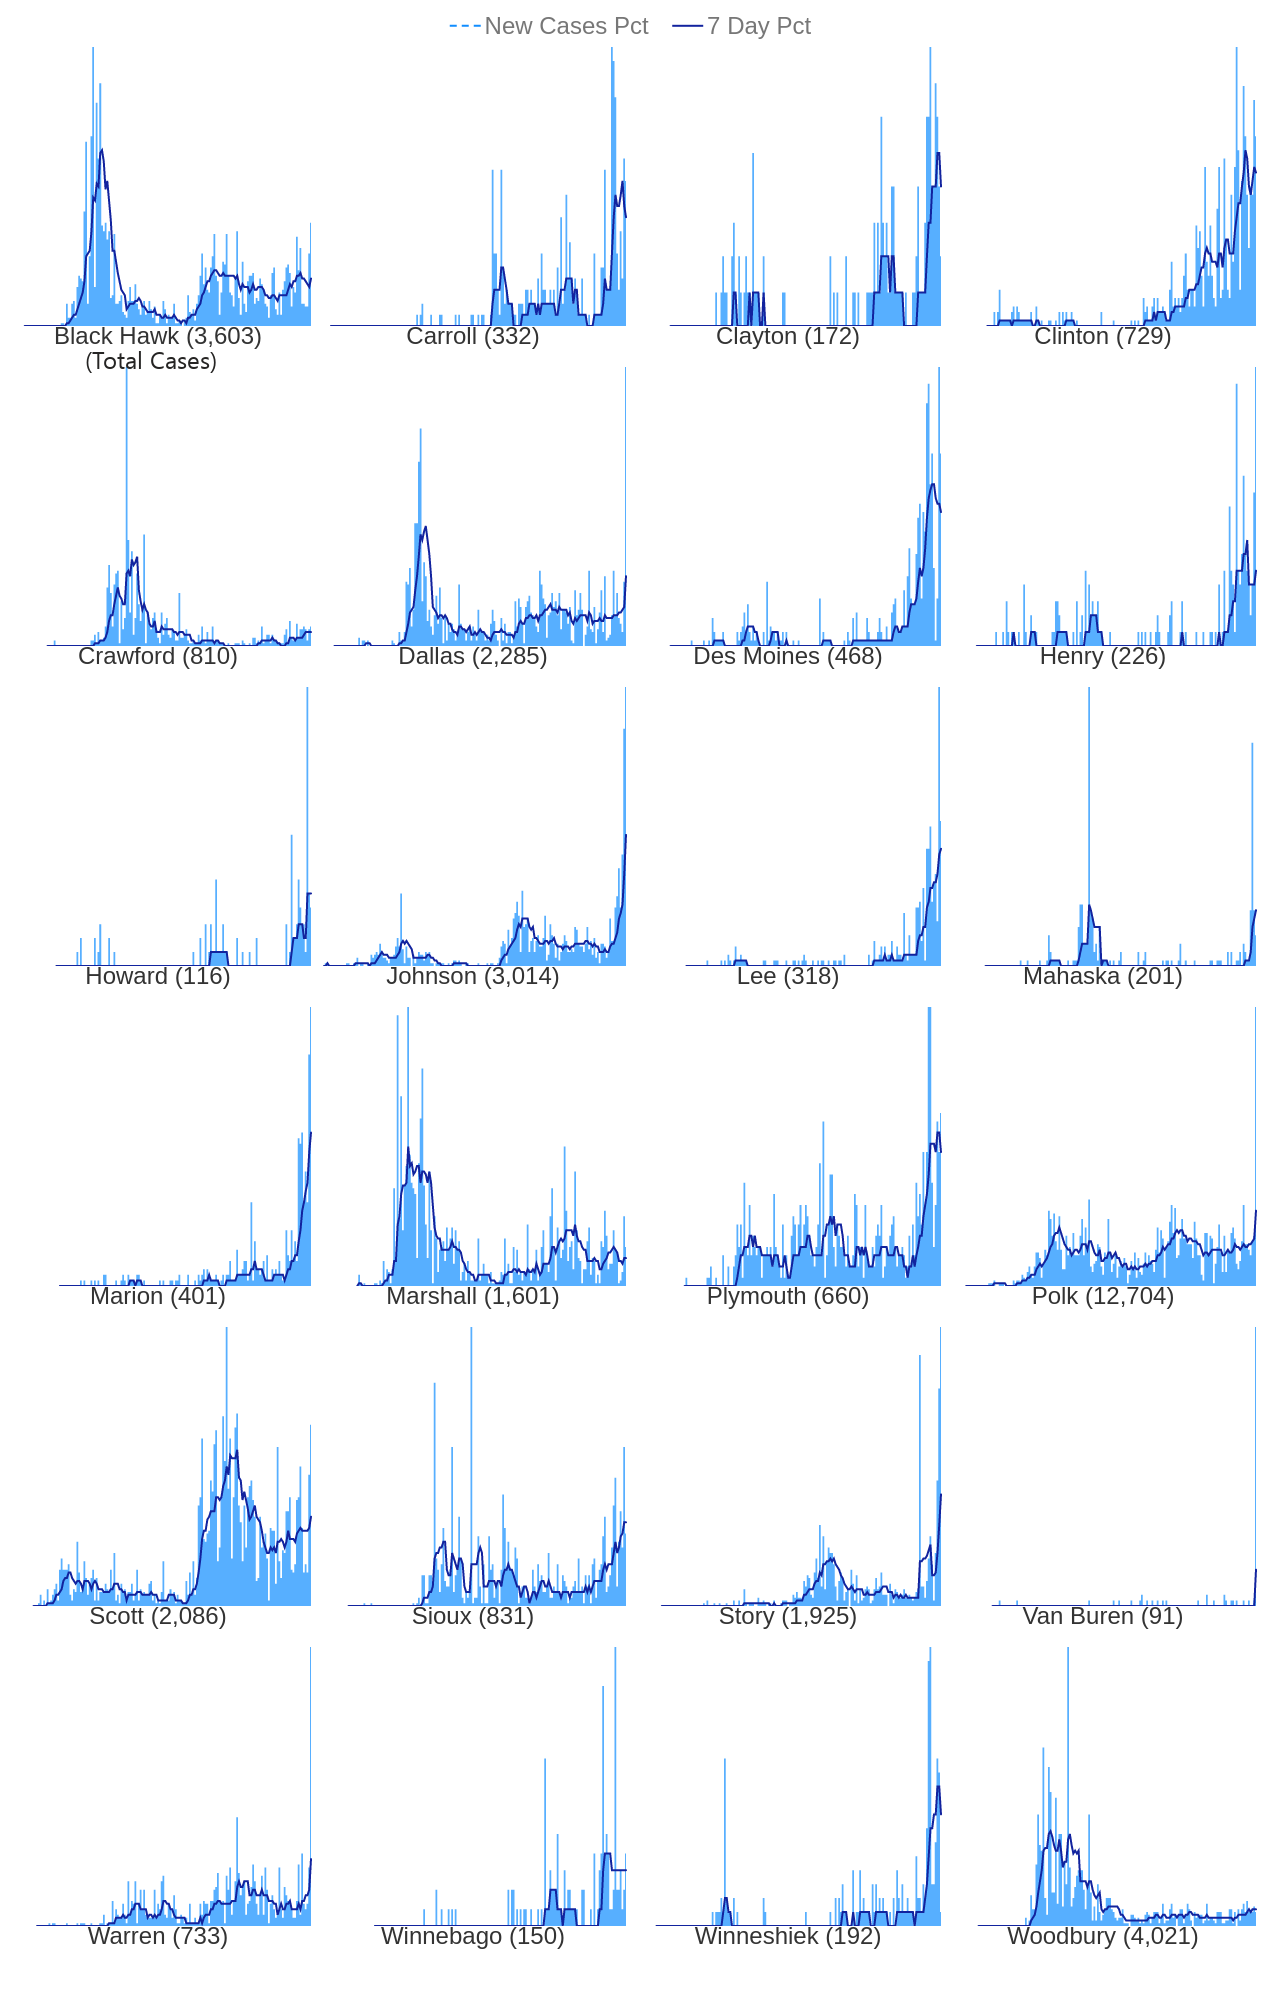 New Cases Pct 7 Day Pct
Black Hawk (3,603) Carroll (332) Clayton (172) Clinton (729)
(Total Cases)
Crawford (810) Dallas (2,285) Des Moines (468) Henry (226)
Howard (116) Johnson (3,014) Lee (318) Mahaska (201)
Marion (401) Marshall (1,601) Plymouth (660) Polk (12,704)
Scott (2,086) Sioux (831) Story (1,925) Van Buren (91)
Warren (733) Winnebago (150) Winneshiek (192) Woodbury (4,021)